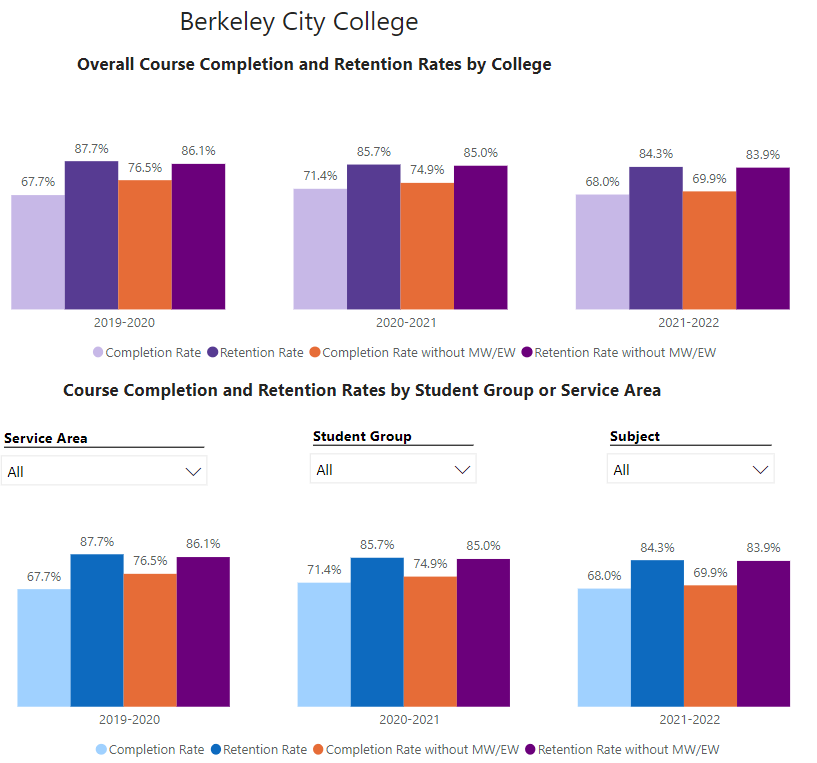 Berkeley City College
Overall Course Completion and Retention Rates by College
67.7% 87.7% 76.5% 86.1% 71.4% 85.7% 74.9% 85.0% 68.0% 84.3% 69.9% 83.9%
2019-2020 2020-2021 2021-2022
Completion Rate Retention Rate Completion Rate without MW/EW Retention Rate without MW/EW
Course Completion and Retention Rates by Student Group or Service Area
Service Area Student Group Subject
All All All
67.7% 87.7% 76.5% 86.1% 71.4% 85.7% 74.9% 85.0% 68.0% 84.3% 69.9% 83.9%
2019-2020 2020-2021 2021-2022
Completion Rate Retention Rate Completion Rate without MW/EW Retention Rate without MW/EW